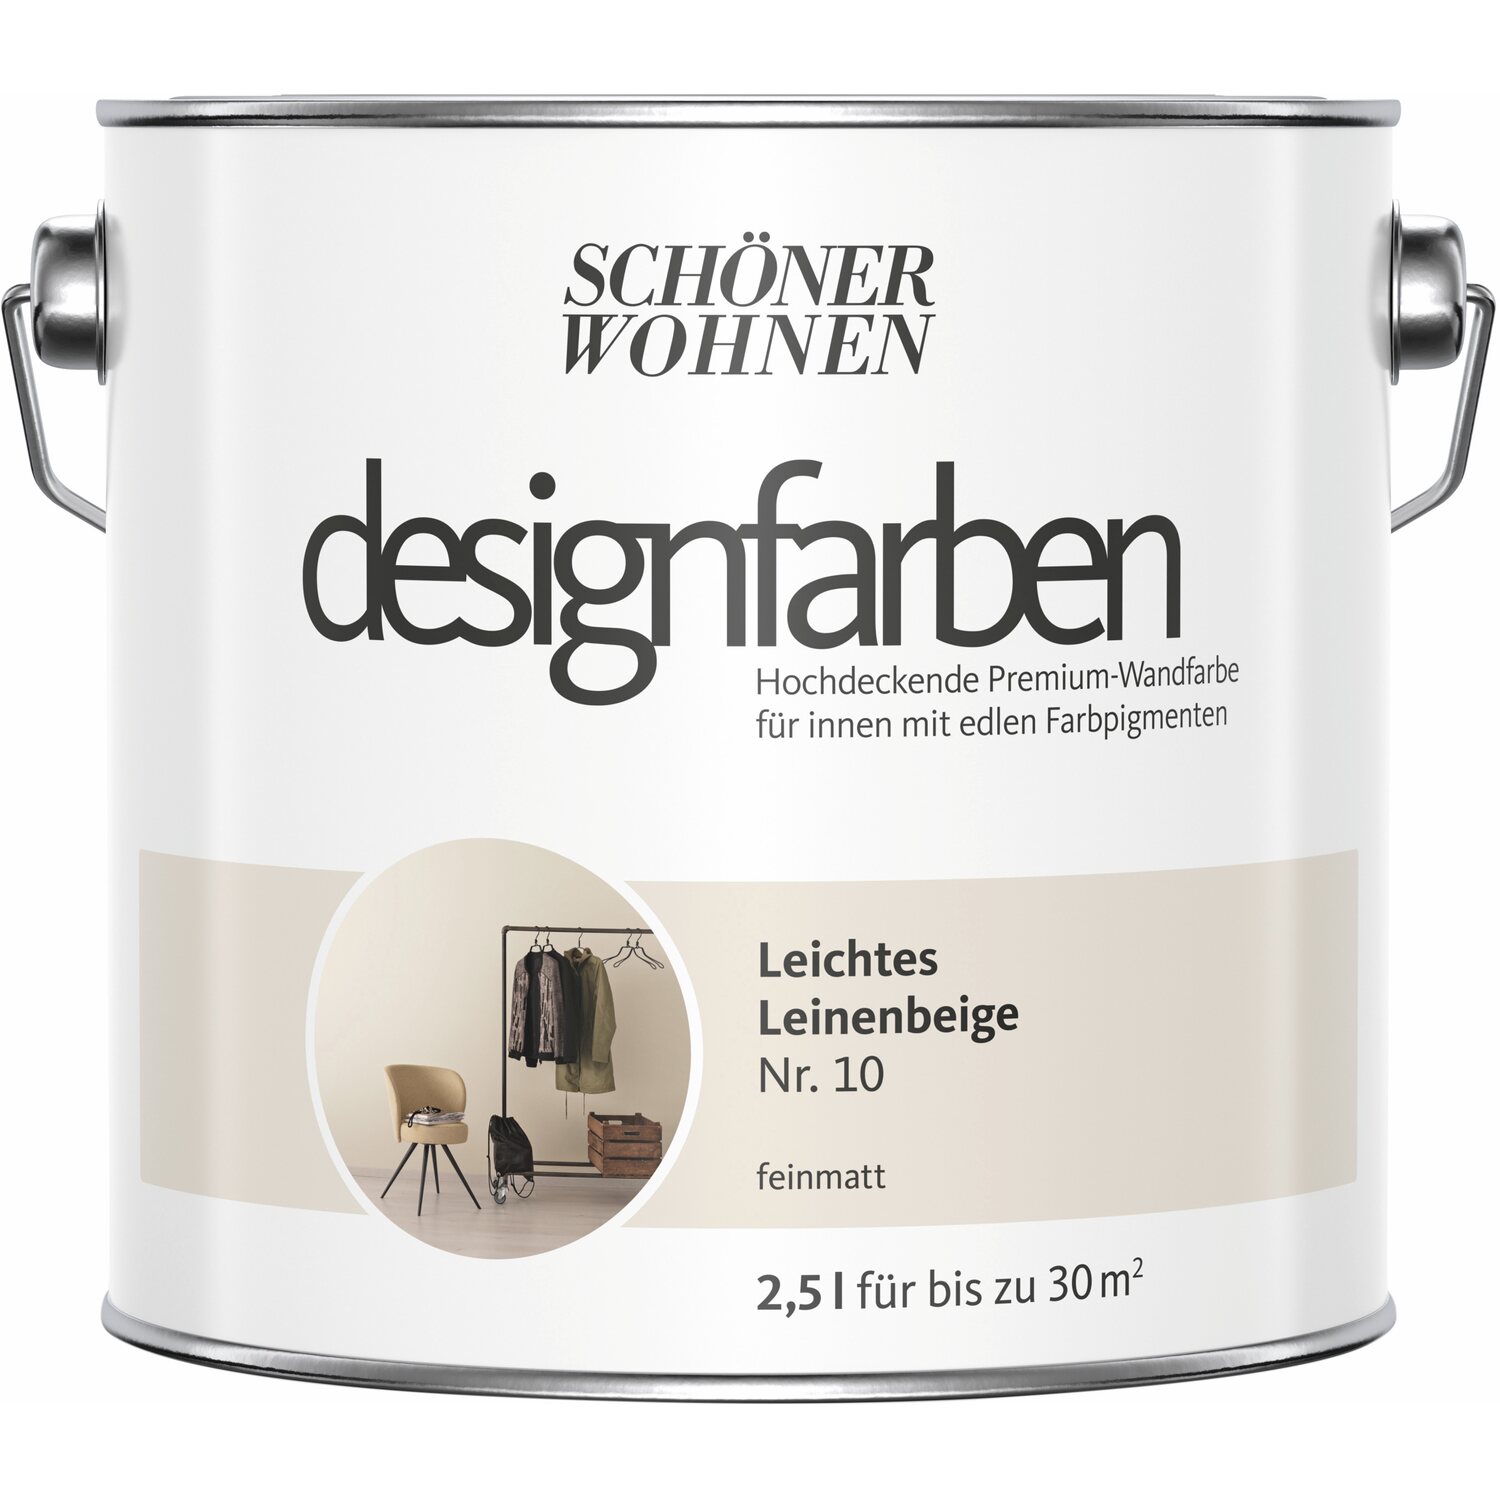 SCHÖNER
WOHNEN
designfarben
Hochdeckende Premium-Wandfarbe
für innen mit edlen Farbpigmenten
Leichtes
Leinenbeige
Nr. 10
feinmatt
2,5 l für bis zu 30 m²